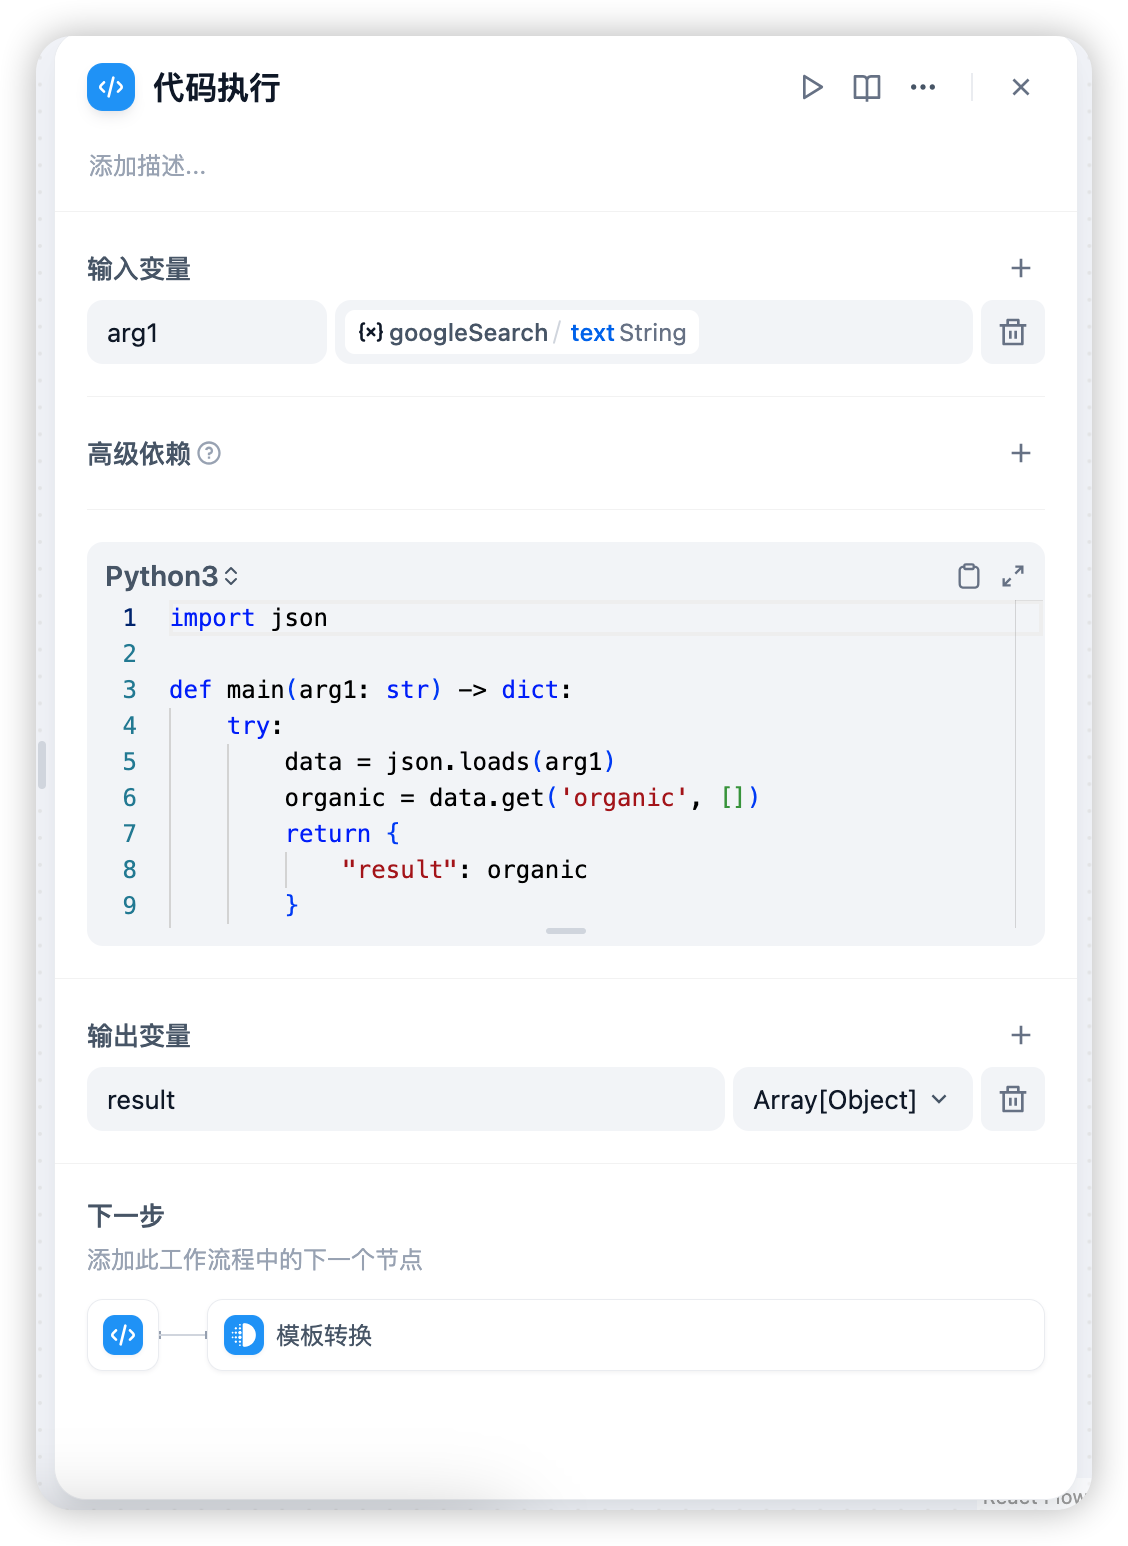 代码执行
添加描述...
输入变量
arg1
{x} googleSearch / text String
高级依赖
Python3
1 import json
2
3 def main(arg1: str) -> dict:
4     try:
5         data = json.loads(arg1)
6         organic = data.get('organic', [])
7         return {
8             "result": organic
9         }
输出变量
result
Array[Object]
下一步
添加此工作流程中的下一个节点
模板转换
React Flow